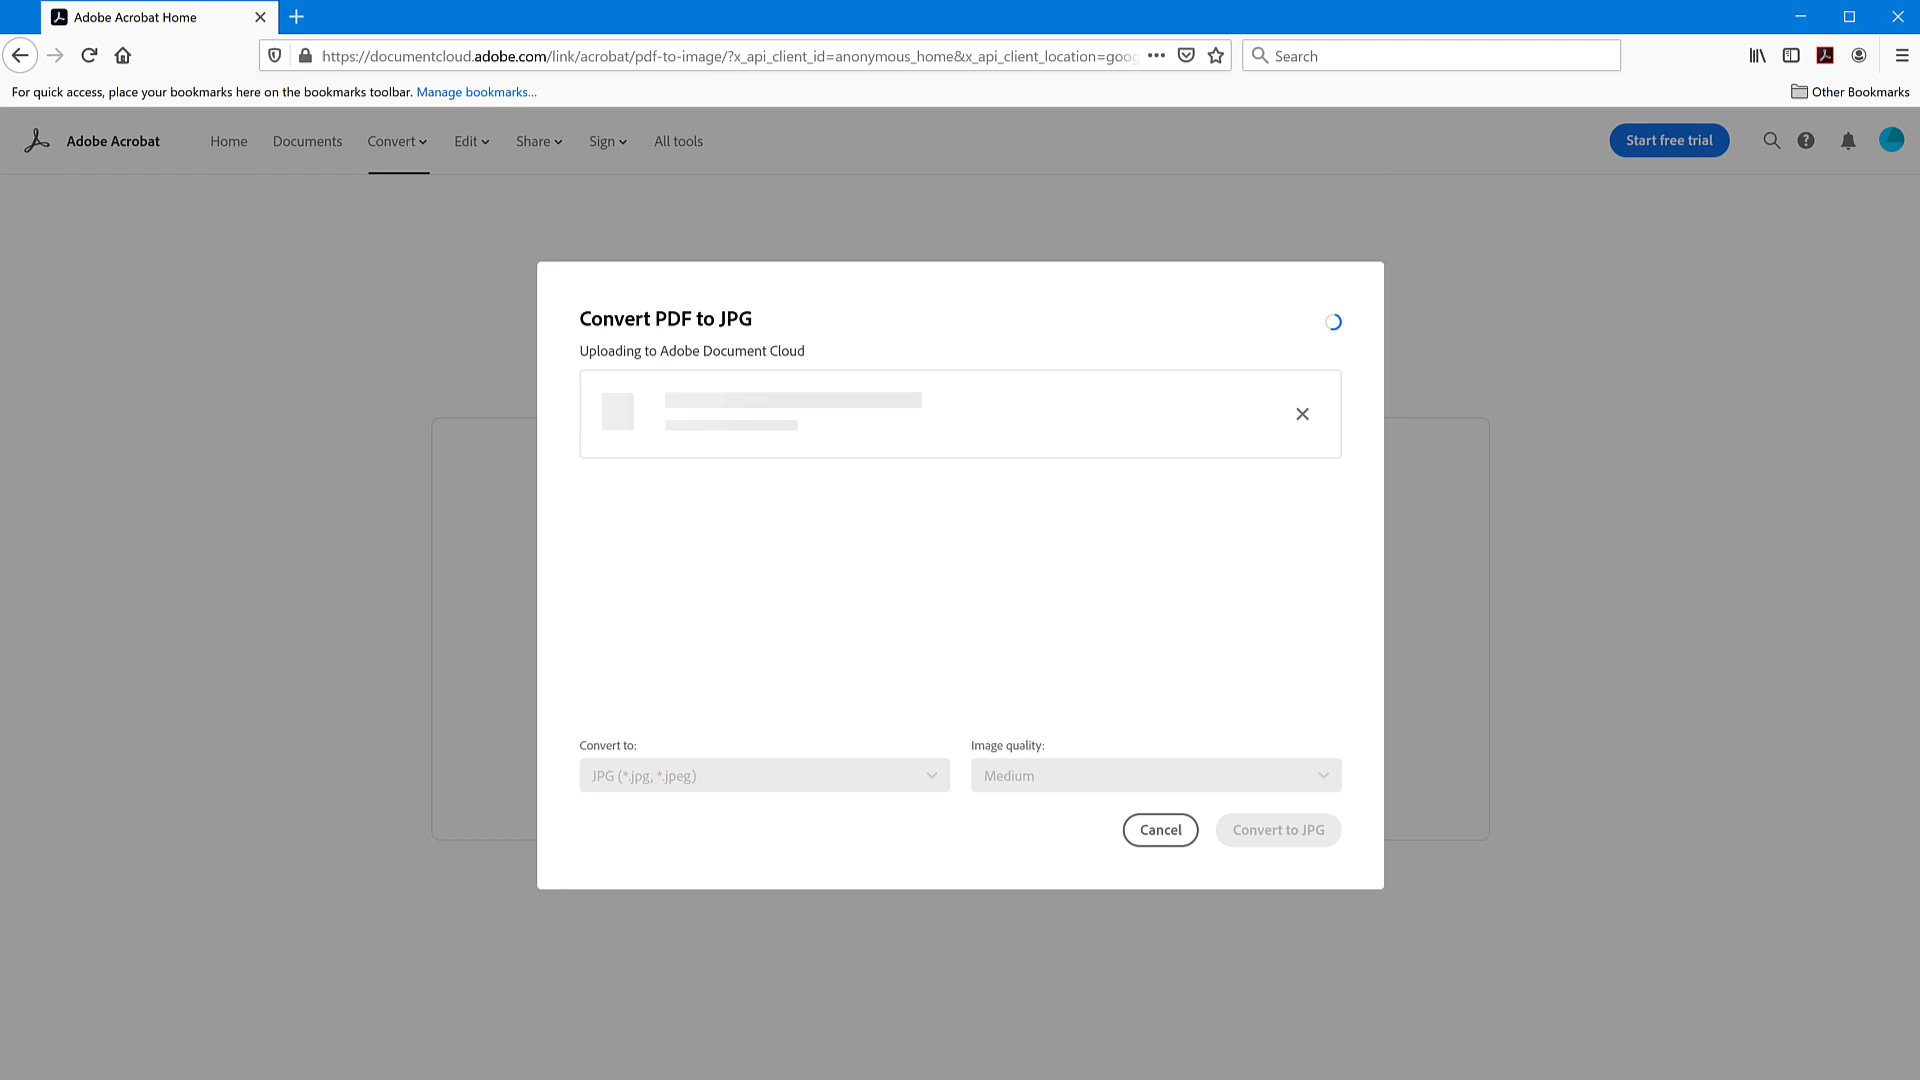 Adobe Acrobat Home
https://documentcloud.adobe.com/link/acrobat/pdf-to-image/?x_api_client_id=anonymous_home&x_api_client_location=goog
Search
For quick access, place your bookmarks here on the bookmarks toolbar. Manage bookmarks...
Other Bookmarks
Adobe Acrobat
Home
Documents
Convert
Edit
Share
Sign
All tools
Start free trial
Convert PDF to JPG
Uploading to Adobe Document Cloud
Convert to:
Image quality:
JPG (*.jpg, *.jpeg)
Medium
Cancel
Convert to JPG